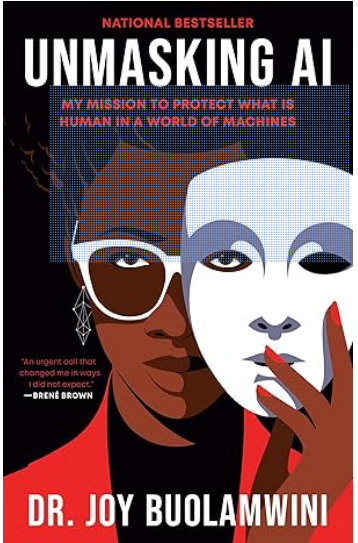 NATIONAL BESTSELLER
UNMASKING AI
MY MISSION TO PROTECT WHAT IS
HUMAN IN A WORLD OF MACHINES
"An urgent call that
changed me in ways
I did not expect."
—BRENÉ BROWN
DR. JOY BUOLAMWINI